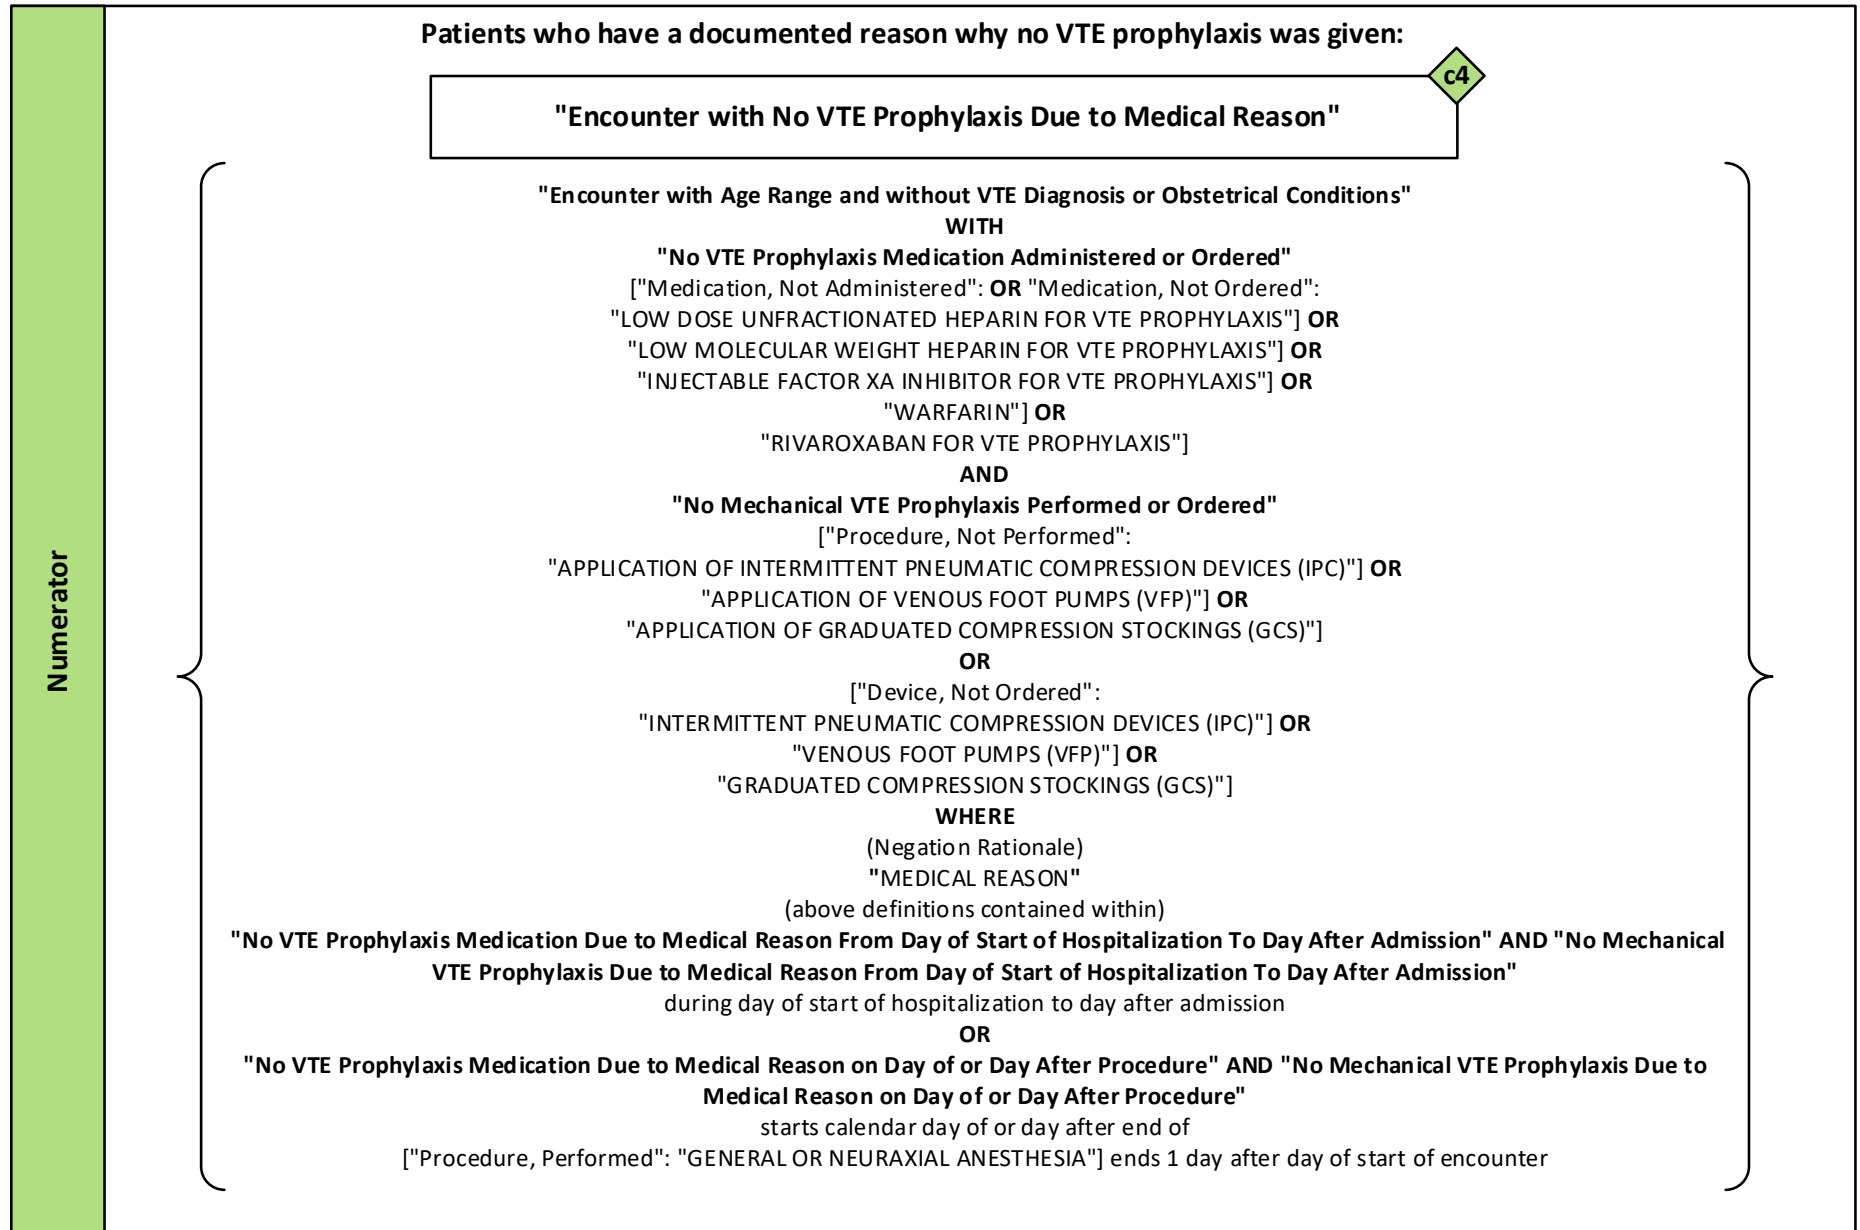 Numerator
Patients who have a documented reason why no VTE prophylaxis was given:
c4
"Encounter with No VTE Prophylaxis Due to Medical Reason"
"Encounter with Age Range and without VTE Diagnosis or Obstetrical Conditions"
WITH
"No VTE Prophylaxis Medication Administered or Ordered"
["Medication, Not Administered": OR "Medication, Not Ordered":
"LOW DOSE UNFRACTIONATED HEPARIN FOR VTE PROPHYLAXIS"] OR
"LOW MOLECULAR WEIGHT HEPARIN FOR VTE PROPHYLAXIS"] OR
"INJECTABLE FACTOR XA INHIBITOR FOR VTE PROPHYLAXIS"] OR
"WARFARIN"] OR
"RIVAROXABAN FOR VTE PROPHYLAXIS"]
AND
"No Mechanical VTE Prophylaxis Performed or Ordered"
["Procedure, Not Performed":
"APPLICATION OF INTERMITTENT PNEUMATIC COMPRESSION DEVICES (IPC)"] OR
"APPLICATION OF VENOUS FOOT PUMPS (VFP)"] OR
"APPLICATION OF GRADUATED COMPRESSION STOCKINGS (GCS)"]
OR
["Device, Not Ordered":
"INTERMITTENT PNEUMATIC COMPRESSION DEVICES (IPC)"] OR
"VENOUS FOOT PUMPS (VFP)"] OR
"GRADUATED COMPRESSION STOCKINGS (GCS)"]
WHERE
(Negation Rationale)
"MEDICAL REASON"
(above definitions contained within)
"No VTE Prophylaxis Medication Due to Medical Reason From Day of Start of Hospitalization To Day After Admission" AND "No Mechanical
VTE Prophylaxis Due to Medical Reason From Day of Start of Hospitalization To Day After Admission"
during day of start of hospitalization to day after admission
OR
"No VTE Prophylaxis Medication Due to Medical Reason on Day of or Day After Procedure" AND "No Mechanical VTE Prophylaxis Due to
Medical Reason on Day of or Day After Procedure"
starts calendar day of or day after end of
["Procedure, Performed": "GENERAL OR NEURAXIAL ANESTHESIA"] ends 1 day after day of start of encounter